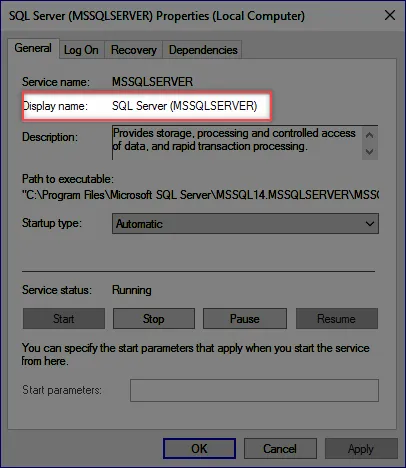 SQL Server (MSSQLSERVER) Properties (Local Computer)
General Log On Recovery Dependencies
Service name: MSSQLSERVER
Display name: SQL Server (MSSQLSERVER)
Description: Provides storage, processing and controlled access
of data, and rapid transaction processing.
Path to executable:
"C:\Program Files\Microsoft SQL Server\MSSQL14.MSSQLSERVER\MSSQ
Startup type: Automatic
Service status: Running
Start Stop Pause Resume
You can specify the start parameters that apply when you start the service
from here.
Start parameters:
OK Cancel Apply